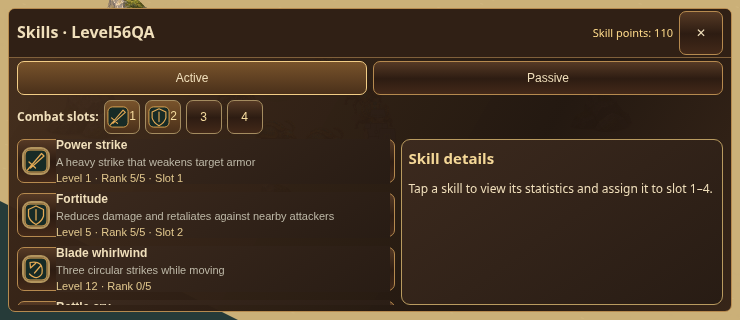 Skills · Level56QA
Skill points: 110
×
Active
Passive
Combat slots:
1
2
3
4
Power strike
A heavy strike that weakens target armor
Level 1 · Rank 5/5 · Slot 1
Fortitude
Reduces damage and retaliates against nearby attackers
Level 5 · Rank 5/5 · Slot 2
Blade whirlwind
Three circular strikes while moving
Level 12 · Rank 0/5
Skill details
Tap a skill to view its statistics and assign it to slot 1–4.